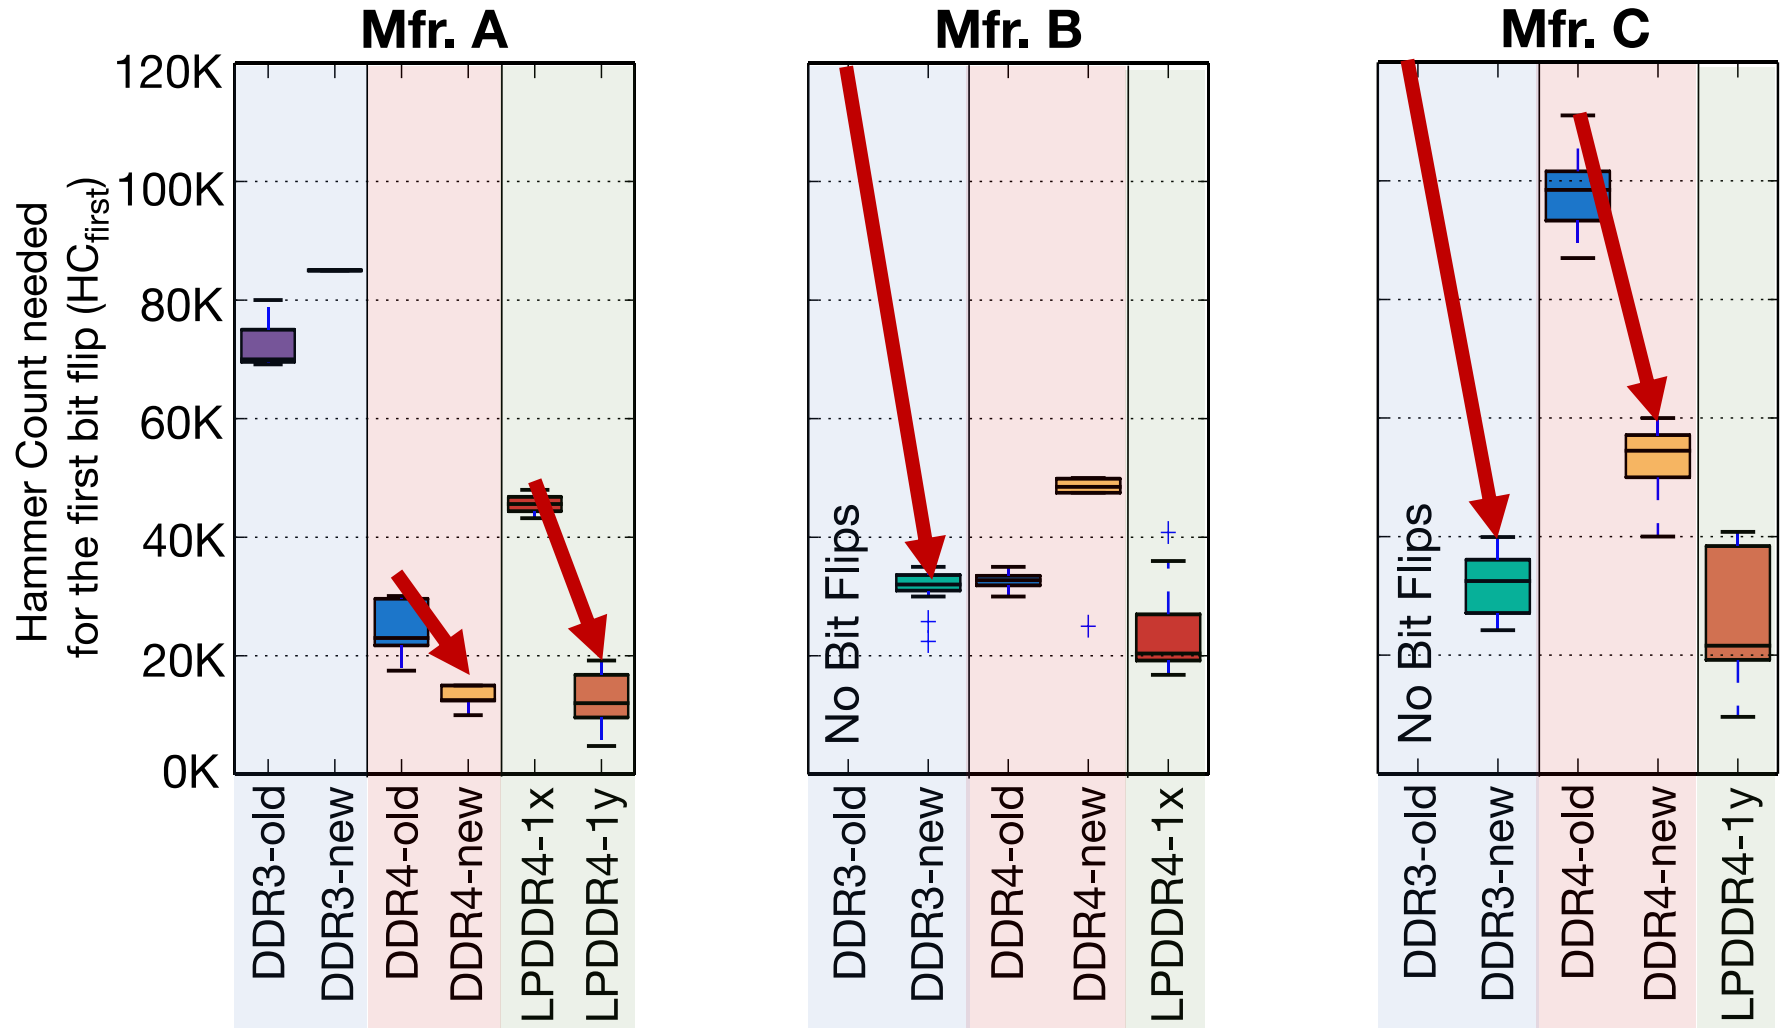 Mfr. A
Mfr. B
Mfr. C
Hammer Count needed
for the first bit flip (HCfirst)
120K
100K
80K
60K
40K
20K
0K
No Bit Flips
No Bit Flips
DDR3-old
DDR3-new
DDR4-old
DDR4-new
LPDDR4-1x
LPDDR4-1y
DDR3-old
DDR3-new
DDR4-old
DDR4-new
LPDDR4-1x
DDR3-old
DDR3-new
DDR4-old
DDR4-new
LPDDR4-1y